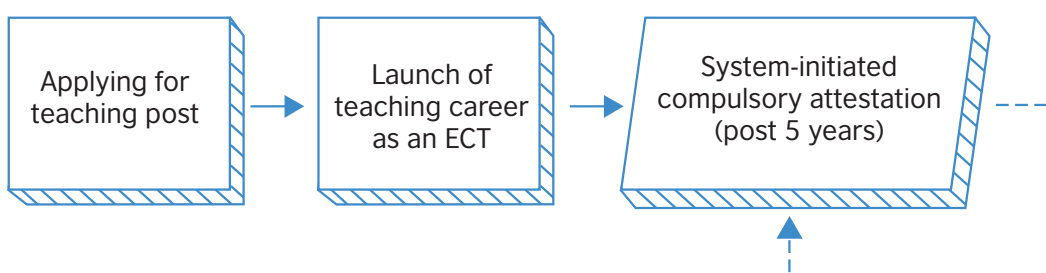 Applying for
teaching post
Launch of
teaching career
as an ECT
System-initiated
compulsory attestation
(post 5 years)